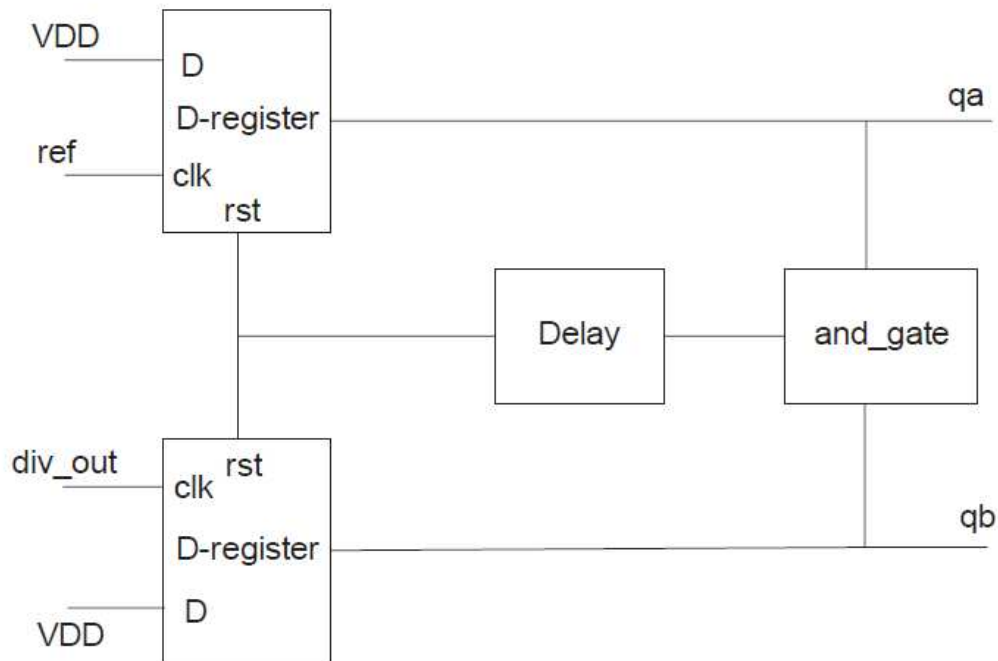 VDD
D
D-register
qa
ref
clk
rst
Delay
and_gate
div_out
rst
clk
D-register
qb
D
VDD